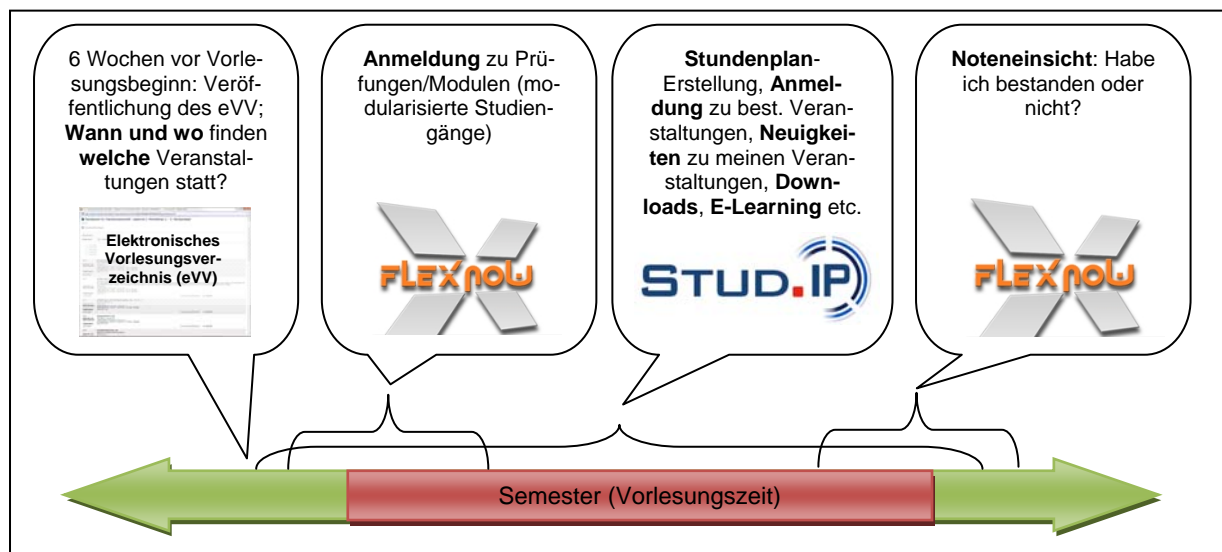 6 Wochen vor Vorle-
sungsbeginn: Veröf-
fentlichung des eVV;
Wann und wo finden
welche Veranstal-
tungen statt?
Elektronisches
Vorlesungsver-
zeichnis (eVV)
Anmeldung zu Prü-
fungen/Modulen (mo-
dularisierte Studien-
gänge)
FLEXNOW
Stundenplan-
Erstellung, Anmel-
dung zu best. Veran-
staltungen, Neuigkei-
ten zu meinen Veran-
staltungen, Down-
loads, E-Learning etc.
STUD.IP
Noteneinsicht: Habe
ich bestanden oder
nicht?
FLEXNOW
Semester (Vorlesungszeit)